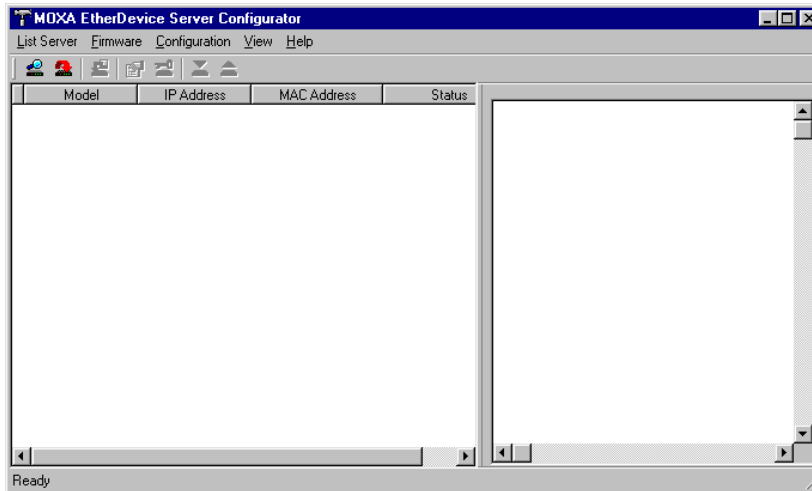 MOXA EtherDevice Server Configurator
List Server Firmware Configuration View Help
Model IP Address MAC Address Status
Ready